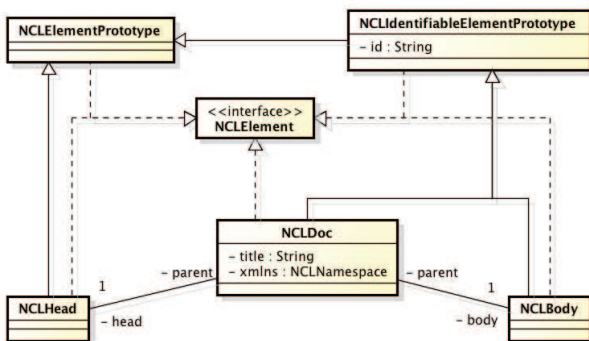 NCLElementPrototype
NCLIdentifiableElementPrototype
- id : String
<<interface>>
NCLElement
NCLDoc
- title : String
- xmlns : NCLNamespace
- parent
- parent
1
1
NCLHead
NCLBody
- head
- body